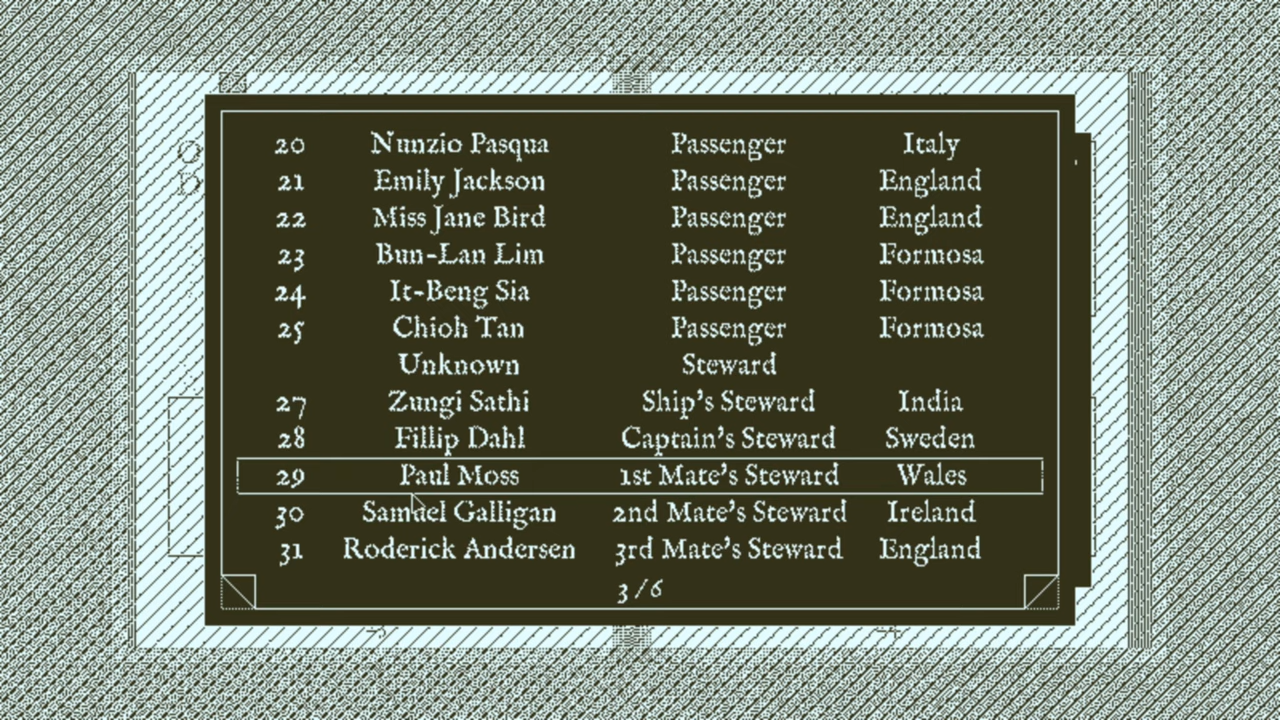 20 Nunzio Pasqua Passenger Italy
21 Emily Jackson Passenger England
22 Miss Jane Bird Passenger England
23 Bun-Lan Lim Passenger Formosa
24 It-Beng Sia Passenger Formosa
25 Chioh Tan Passenger Formosa
Unknown Steward
27 Zungi Sathi Ship's Steward India
28 Fillip Dahl Captain's Steward Sweden
29 Paul Moss 1st Mate's Steward Wales
30 Samuel Galligan 2nd Mate's Steward Ireland
31 Roderick Andersen 3rd Mate's Steward England
3/6